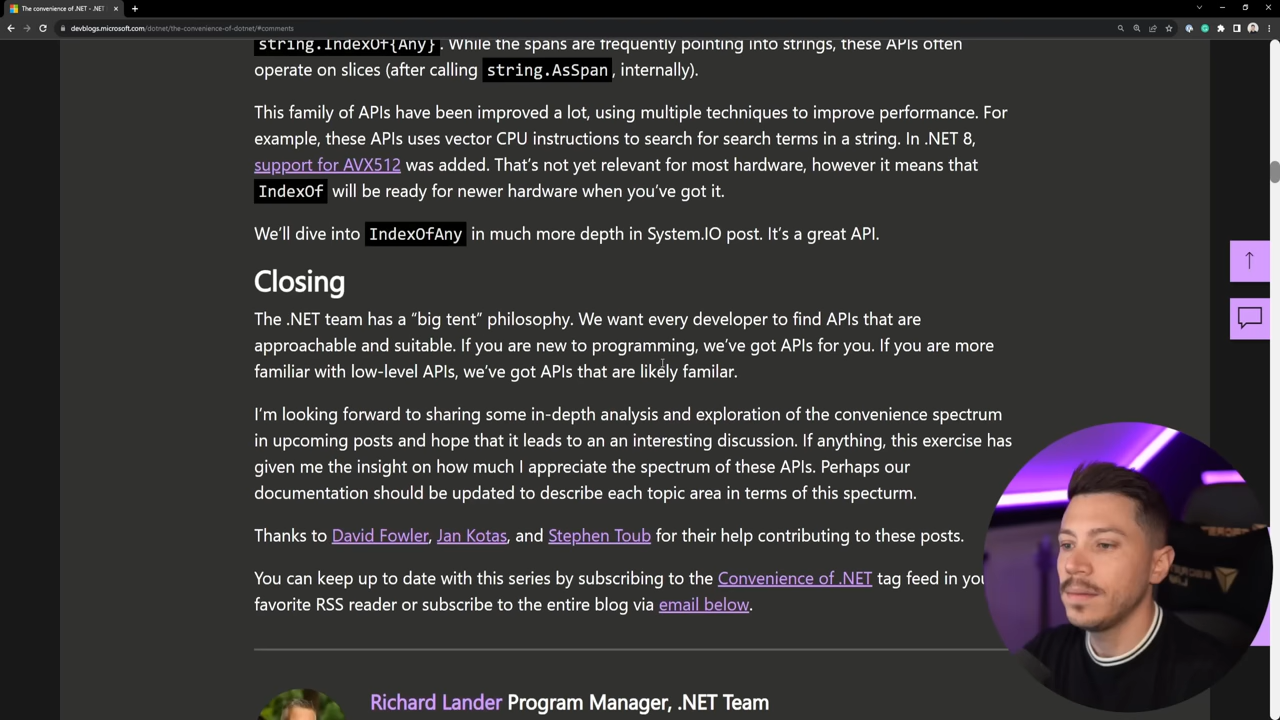 The convenience of .NET - .NET
devblogs.microsoft.com/dotnet/the-convenience-of-dotnet/#comments
string.IndexOf{Any}. While the spans are frequently pointing into strings, these APIs often
operate on slices (after calling string.AsSpan, internally).
This family of APIs have been improved a lot, using multiple techniques to improve performance. For
example, these APIs uses vector CPU instructions to search for search terms in a string. In .NET 8,
support for AVX512 was added. That's not yet relevant for most hardware, however it means that
IndexOf will be ready for newer hardware when you've got it.
We'll dive into IndexOfAny in much more depth in System.IO post. It's a great API.
Closing
The .NET team has a “big tent” philosophy. We want every developer to find APIs that are
approachable and suitable. If you are new to programming, we've got APIs for you. If you are more
familiar with low-level APIs, we've got APIs that are likely familar.
I'm looking forward to sharing some in-depth analysis and exploration of the convenience spectrum
in upcoming posts and hope that it leads to an an interesting discussion. If anything, this exercise has
given me the insight on how much I appreciate the spectrum of these APIs. Perhaps our
documentation should be updated to describe each topic area in terms of this specturm.
Thanks to David Fowler, Jan Kotas, and Stephen Toub for their help contributing to these posts.
You can keep up to date with this series by subscribing to the Convenience of .NET tag feed in you
favorite RSS reader or subscribe to the entire blog via email below.
Richard Lander Program Manager, .NET Team